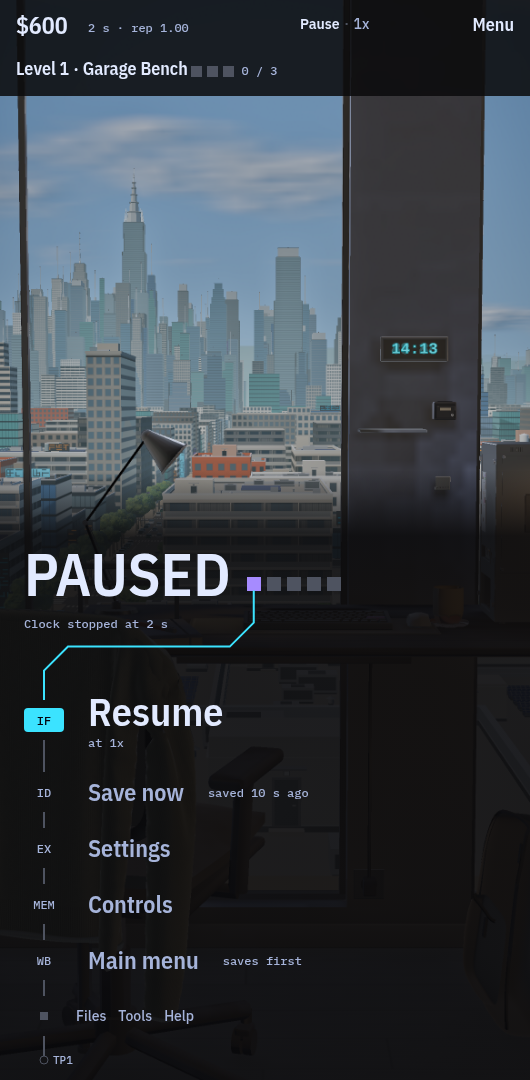 $600 2 s · rep 1.00 Pause · 1x Menu
Level 1 · Garage Bench 0 / 3
14:13
PAUSED
Clock stopped at 2 s
IF Resume
at 1x
ID Save now saved 10 s ago
EX Settings
MEM Controls
WB Main menu saves first
Files Tools Help
TP1